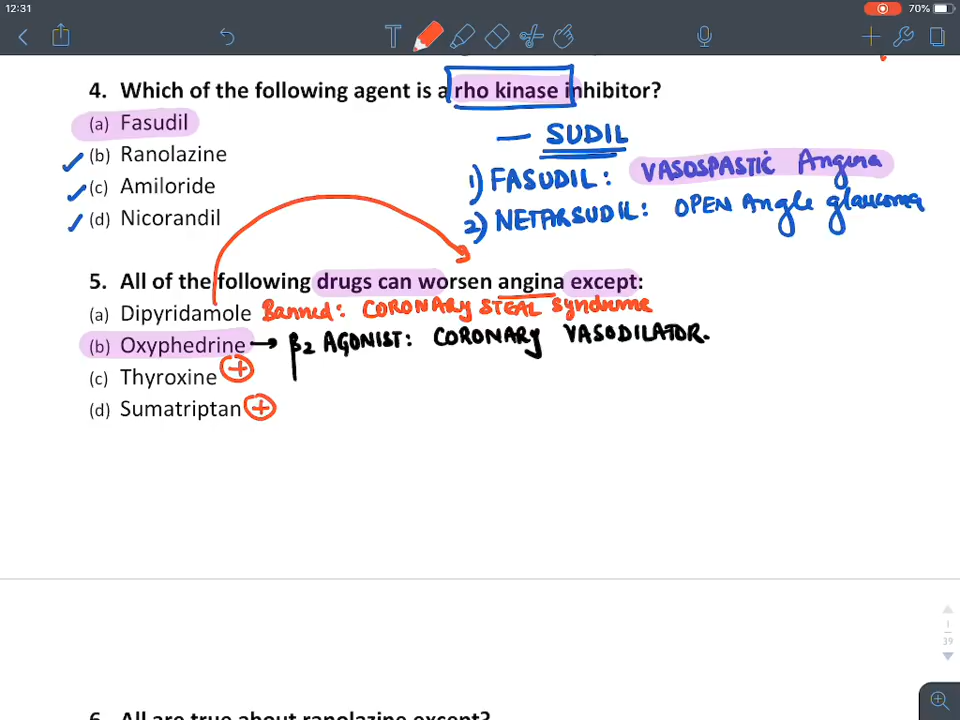 12:31
70%
T
4. Which of the following agent is a rho kinase inhibitor?
(a) Fasudil
(b) Ranolazine
(c) Amiloride
(d) Nicorandil
— SUDIL
1) FASUDIL: VASOSPASTIC Angina
2) NETARSUDIL: OPEN Angle glaucoma
5. All of the following drugs can worsen angina except:
(a) Dipyridamole Banned: CORONARY STEAL Syndrome
(b) Oxyphedrine → β2 AGONIST: CORONARY VASODILATOR.
(c) Thyroxine +
(d) Sumatriptan +
1
39
6. All are true about ranolazine except?